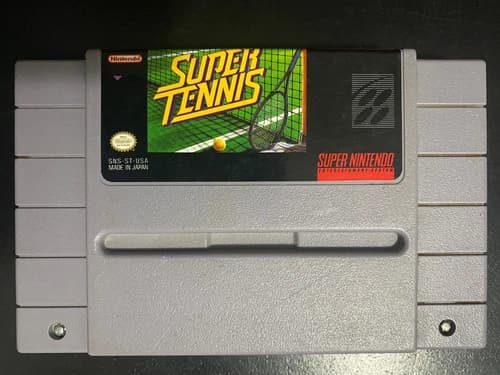 Nintendo
SUPER
TENNIS
SNS-ST-USA
MADE IN JAPAN
SUPER NINTENDO
ENTERTAINMENT SYSTEM